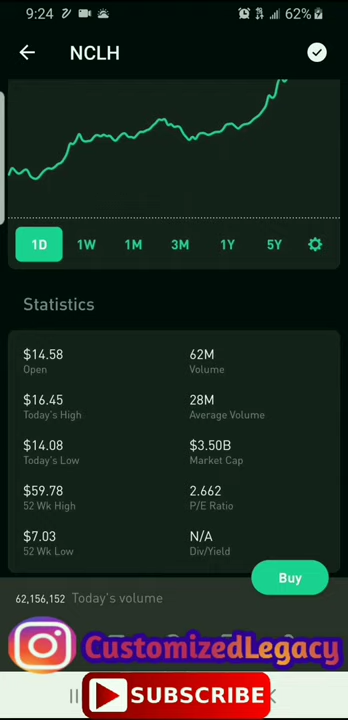 9:24 62%
NCLH
1D 1W 1M 3M 1Y 5Y
Statistics
$14.58 62M
Open Volume
$16.45 28M
Today's High Average Volume
$14.08 $3.50B
Today's Low Market Cap
$59.78 2.662
52 Wk High P/E Ratio
$7.03 N/A
52 Wk Low Div/Yield
Buy
62,156,152 Today's volume
CustomizedLegacy
SUBSCRIBE